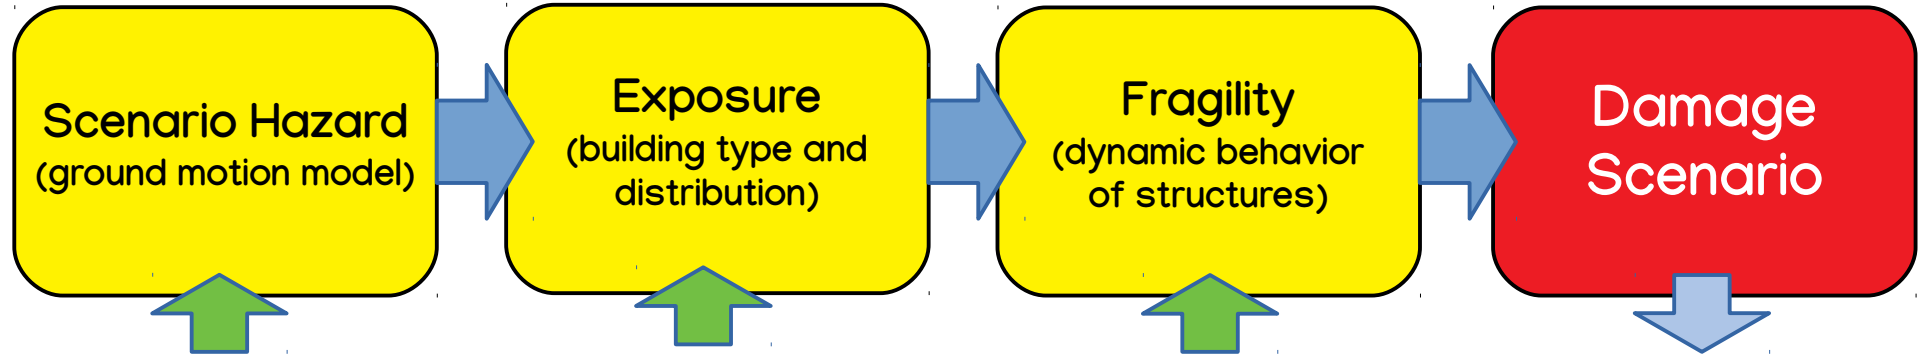 Scenario Hazard
(ground motion model)
Exposure
(building type and
distribution)
Fragility
(dynamic behavior
of structures)
Damage
Scenario